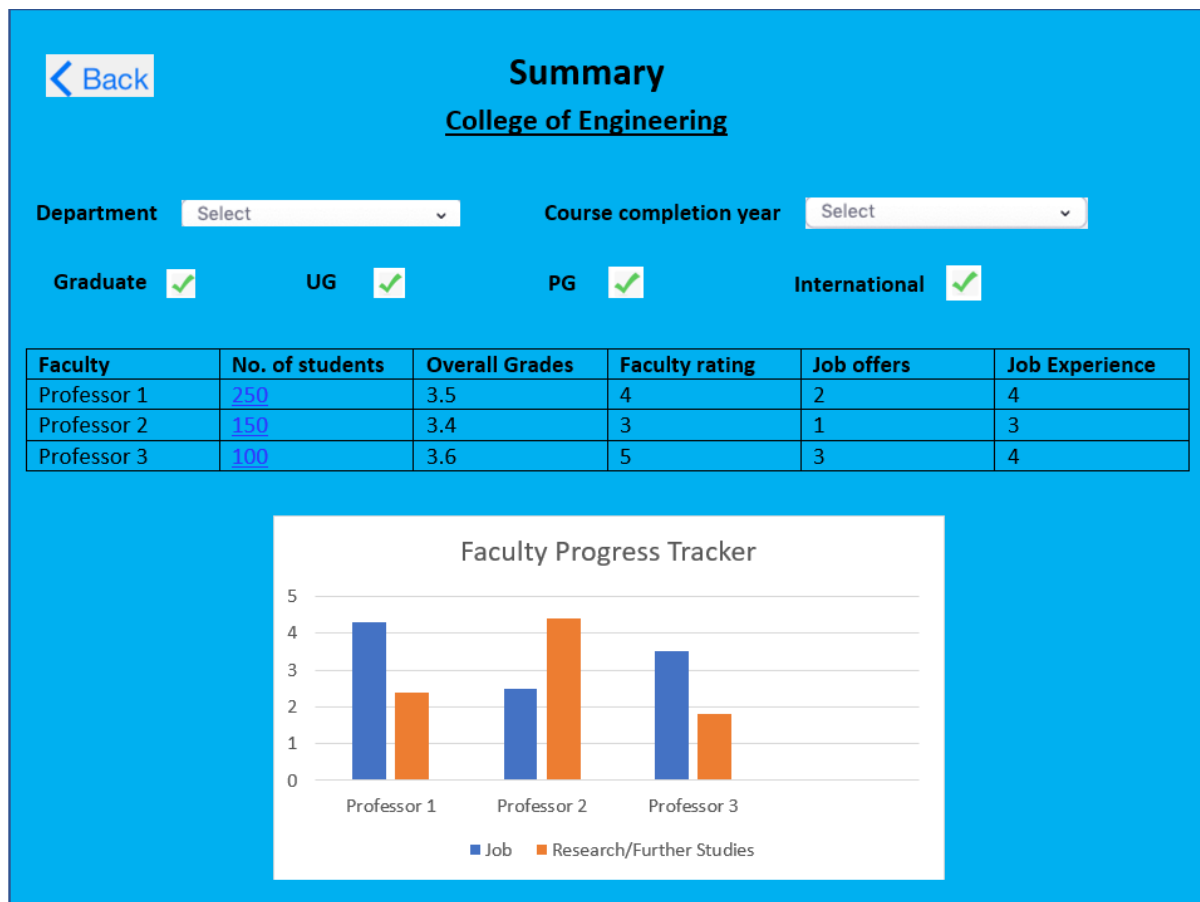 Back
Summary
College of Engineering
Department Select Course completion year Select
Graduate UG PG International
Faculty No. of students Overall Grades Faculty rating Job offers Job Experience
Professor 1 250 3.5 4 2 4
Professor 2 150 3.4 3 1 3
Professor 3 100 3.6 5 3 4
Faculty Progress Tracker
5
4
3
2
1
0
Professor 1 Professor 2 Professor 3
Job Research/Further Studies